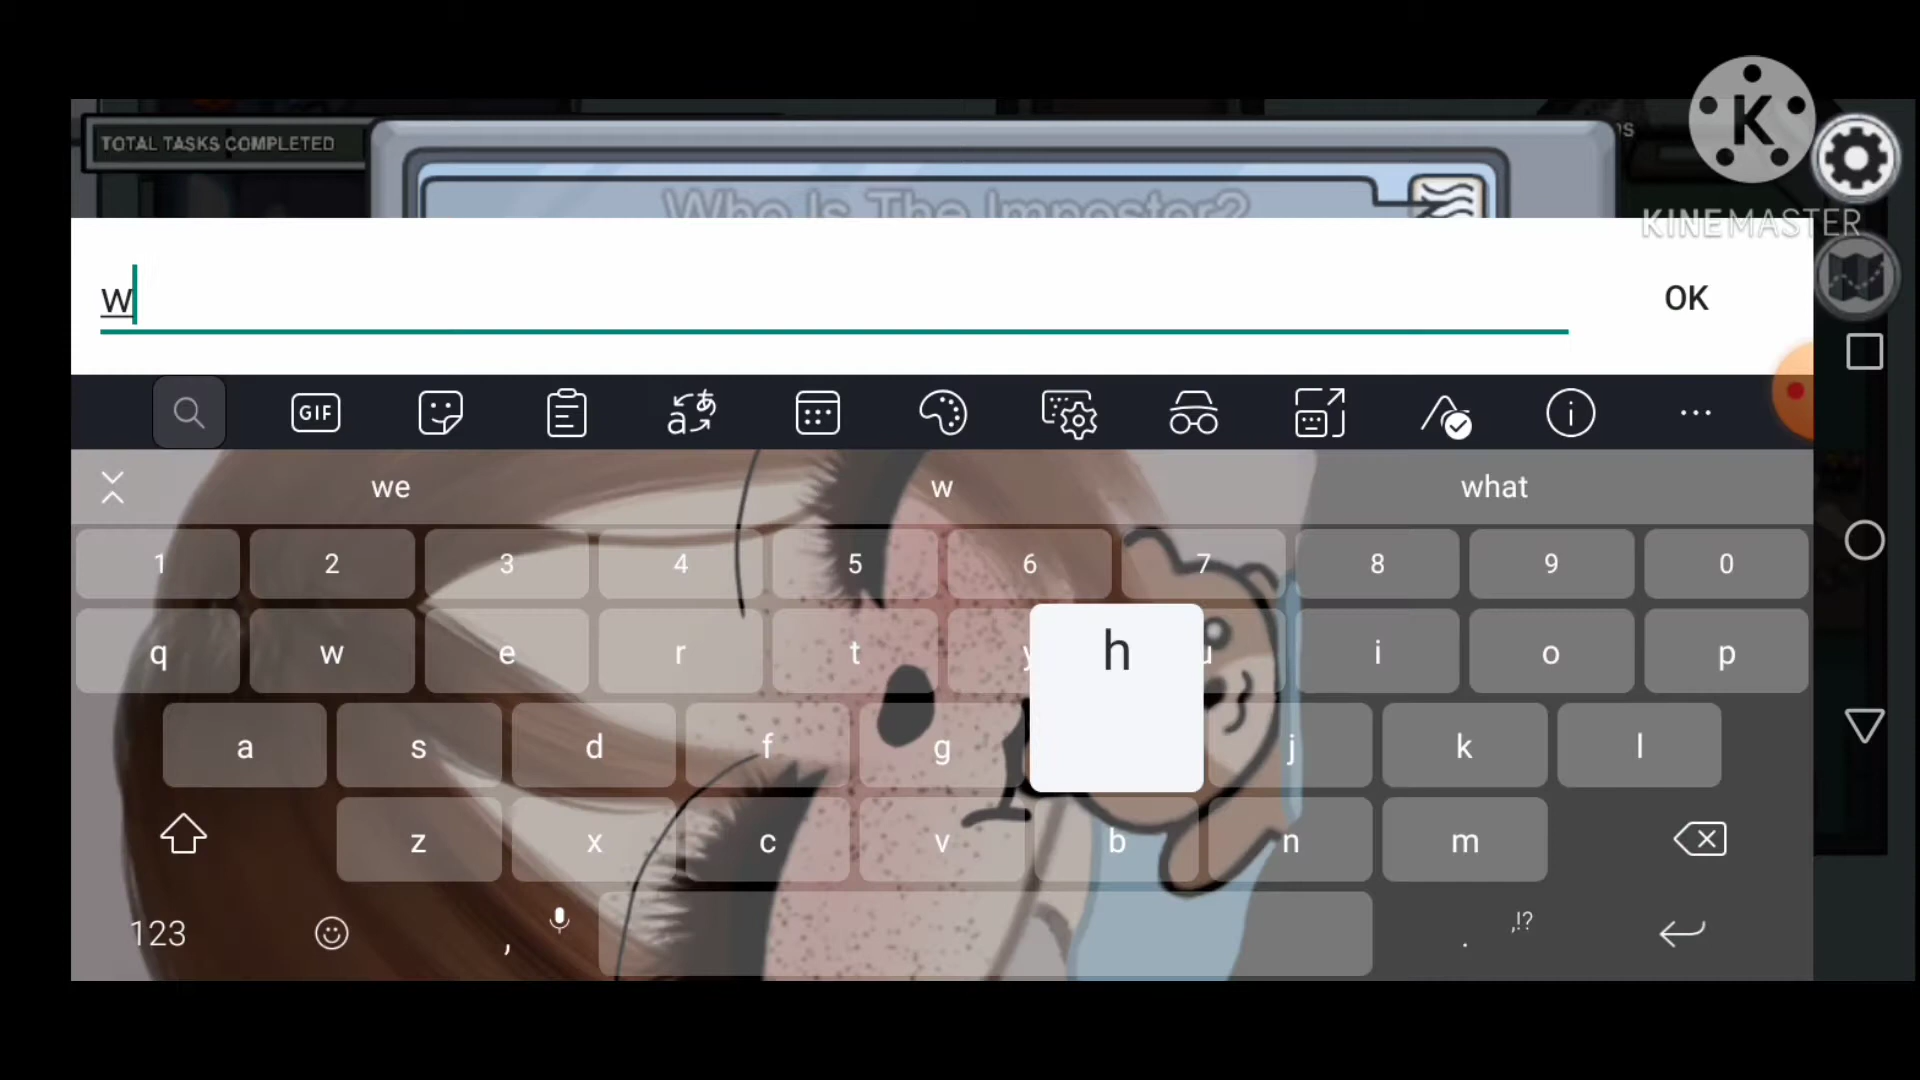 TOTAL TASKS COMPLETED
Who Is The Impostor?
K
KINEMASTER
w
OK
GIF
we w what
1 2 3 4 5 6 7 8 9 0
q w e r t y h u i o p
a s d f g j k l
z x c v b n m
123 , . ,!?